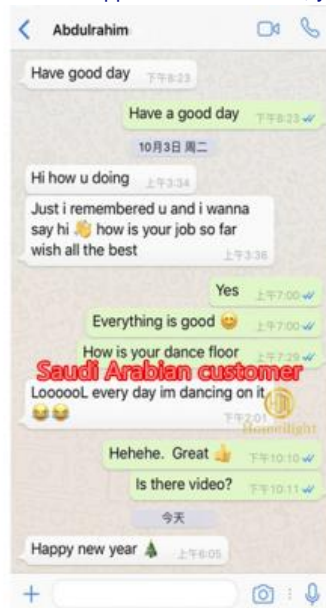 Abdulrahim
Have good day
下午8:23
Have a good day
下午8:23
10月3日 周二
Hi how u doing
上午3:34
Just i remembered u and i wanna
say hi 👋 how is your job so far
wish all the best
上午3:36
Yes
上午7:00
Everything is good 😄
上午7:00
How is your dance floor
上午7:29
Saudi Arabian customer
LoooooL every day im dancing on it
😂😂
下午2:01
Homeilight
Hehehe. Great 👍
下午10:10
Is there video?
下午10:11
今天
Happy new year 🎄
上午6:05